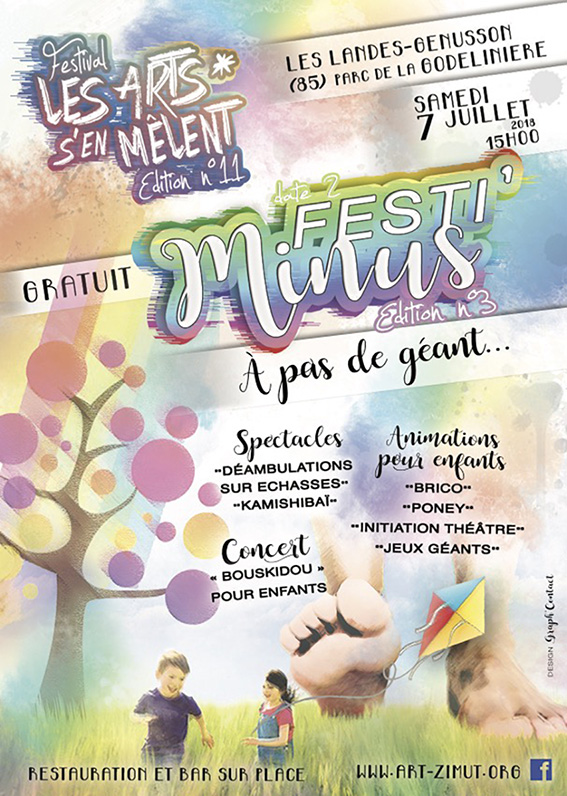 Festival
LES ARTS*
S'EN MÊLENT
Edition n°11
LES LANDES-GENUSSON
(85) PARC DE LA GODELINIERE
SAMEDI
7 JUILLET
2018
15H00
date 2
FESTI'
Minus
Edition n°3
GRATUIT
À pas de géant...
Spectacles
"DÉAMBULATIONS
SUR ECHASSES"
"KAMISHIBAÏ"
Concert
« BOUSKIDOU »
POUR ENFANTS
Animations
pour enfants
"BRICO"
"PONEY"
"INITIATION THÉÂTRE"
"JEUX GÉANTS"
DESIGN Graph'Contact
RESTAURATION ET BAR SUR PLACE
WWW.ART-ZIMUT.ORG f